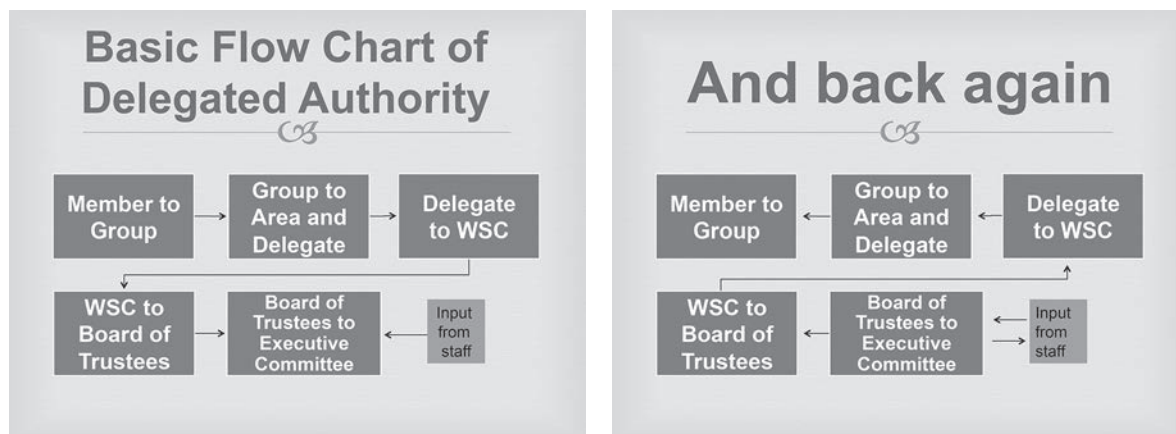 Basic Flow Chart of
Delegated Authority
Member to
Group
Group to
Area and
Delegate
Delegate
to WSC
WSC to
Board of
Trustees
Board of
Trustees to
Executive
Committee
Input
from
staff
And back again
Member to
Group
Group to
Area and
Delegate
Delegate
to WSC
WSC to
Board of
Trustees
Board of
Trustees to
Executive
Committee
Input
from
staff